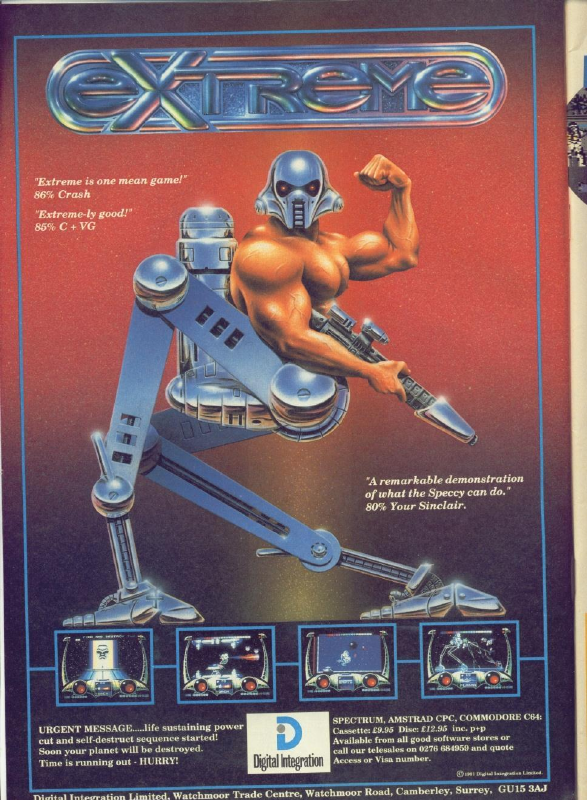 EXTREME
"Extreme is one mean game!"
86% Crash
"Extreme-ly good!"
85% C + VG
"A remarkable demonstration
of what the Speccy can do."
80% Your Sinclair.
URGENT MESSAGE.....life sustaining power
cut and self-destruct sequence started!
Soon your planet will be destroyed.
Time is running out - HURRY!
Digital Integration
SPECTRUM, AMSTRAD CPC, COMMODORE C64:
Cassette: £9.95 Disc: £12.95 inc. p+p
Available from all good software stores or
call our telesales on 0276 684959 and quote
Access or Visa number.
© 1991 Digital Integration Limited.
Digital Integration Limited, Watchmoor Trade Centre, Watchmoor Road, Camberley, Surrey, GU15 3AJ